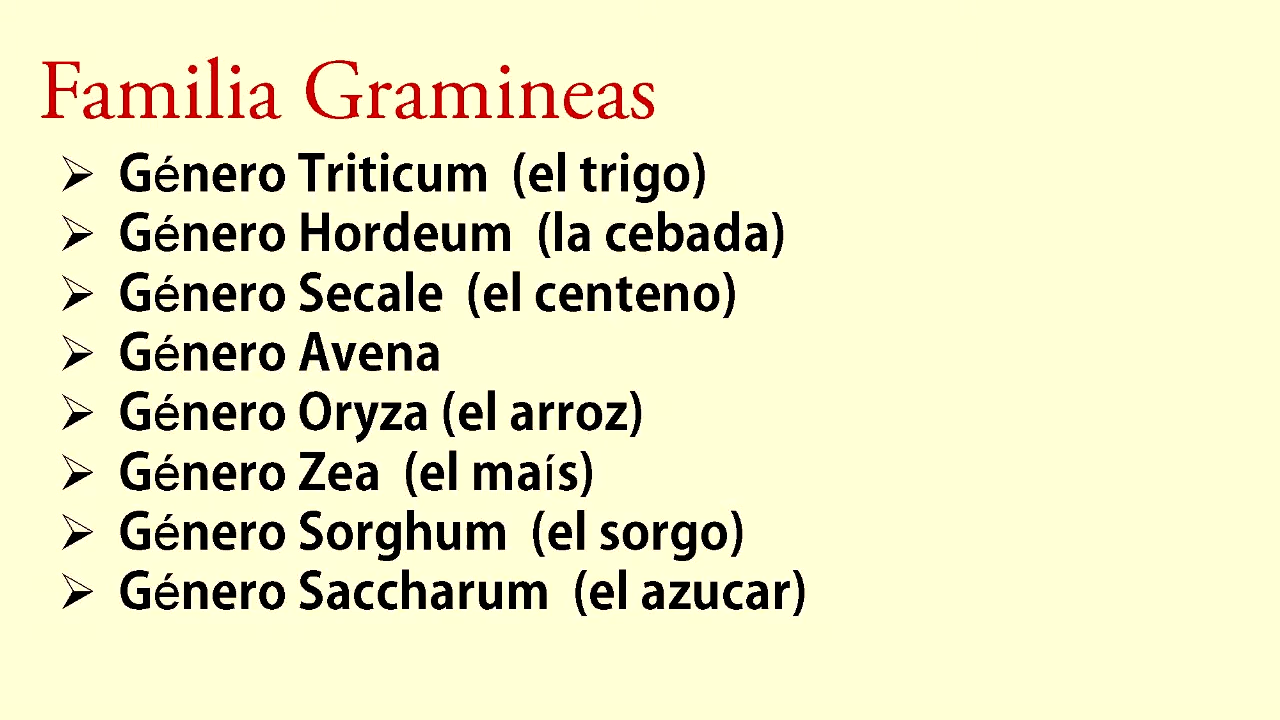 Familia Gramineas
➢ Género Triticum (el trigo)
➢ Género Hordeum (la cebada)
➢ Género Secale (el centeno)
➢ Género Avena
➢ Género Oryza (el arroz)
➢ Género Zea (el maís)
➢ Género Sorghum (el sorgo)
➢ Género Saccharum (el azucar)